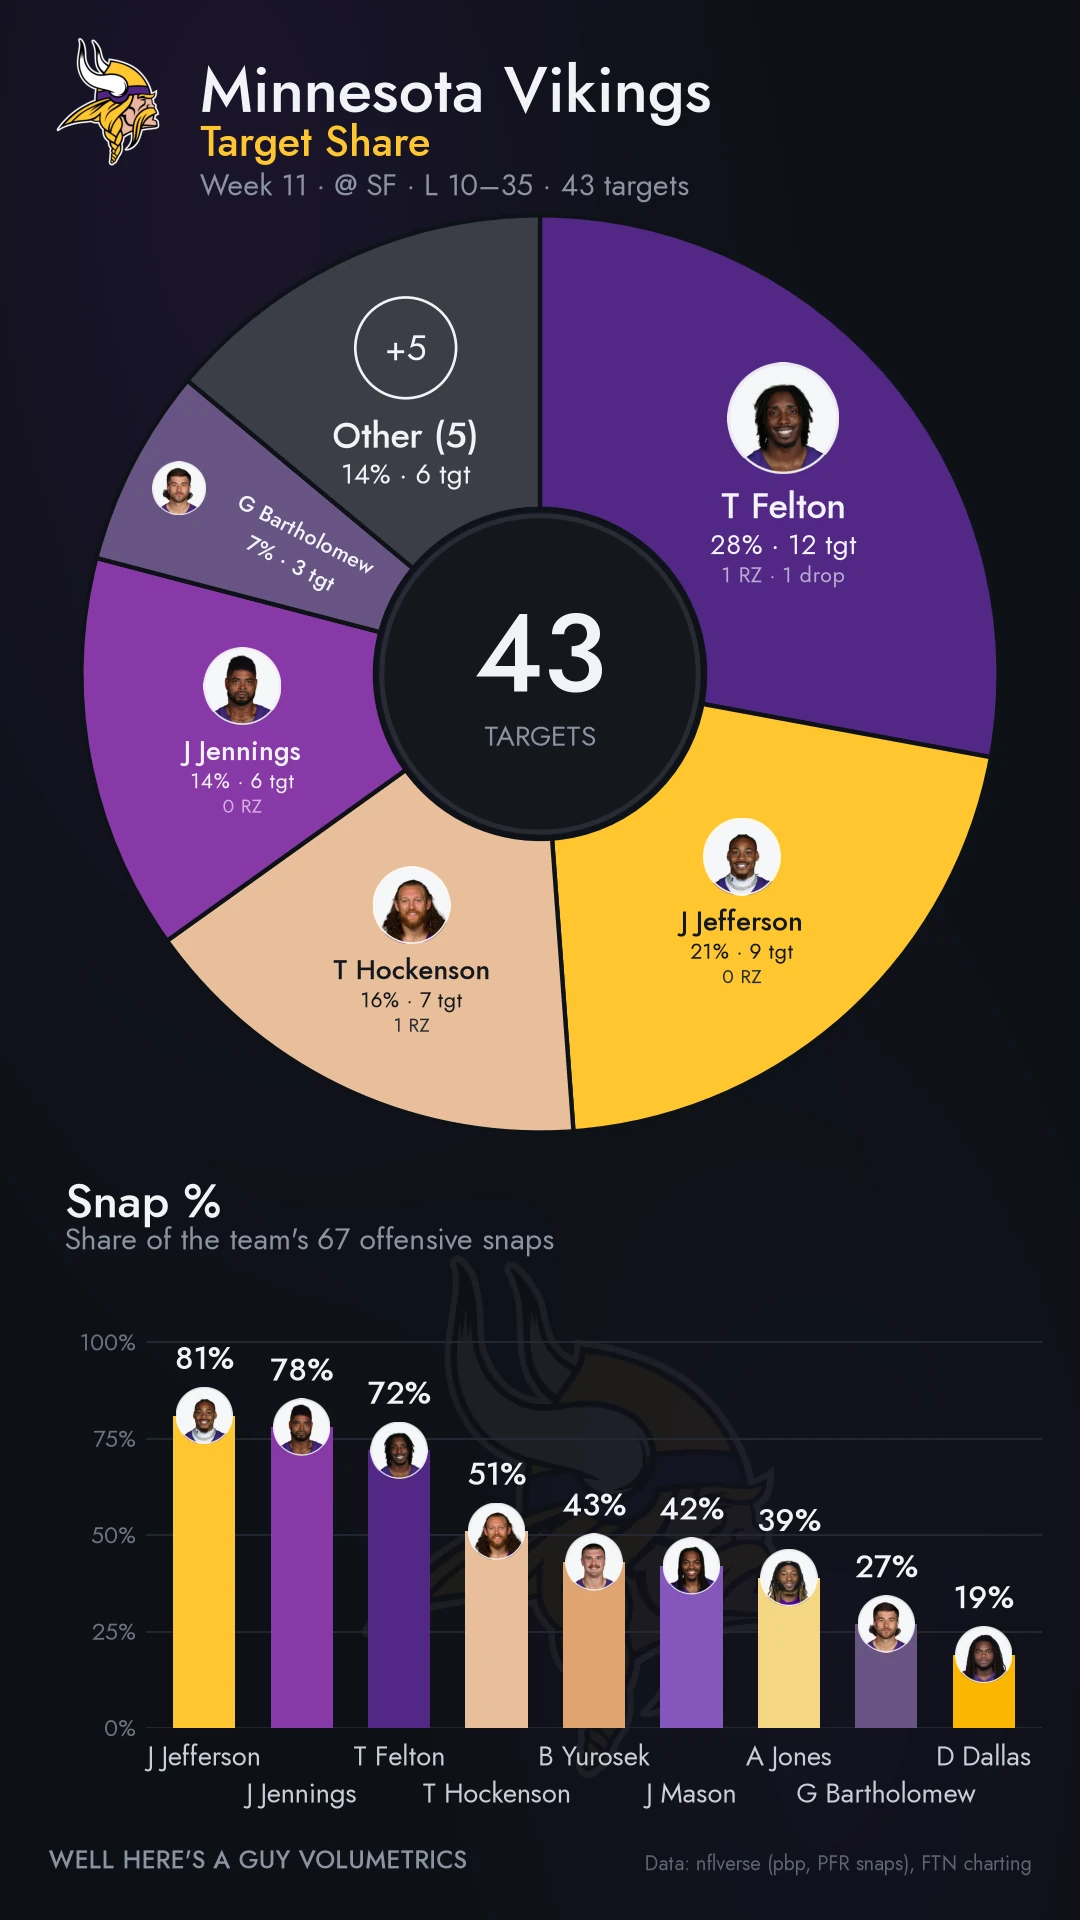 Minnesota Vikings
Target Share
Week 11 · @ SF · L 10–35 · 43 targets
+5
Other (5)
14% · 6 tgt
T Felton
28% · 12 tgt
1 RZ · 1 drop
G Bartholomew
7% · 3 tgt
43
TARGETS
J Jennings
14% · 6 tgt
0 RZ
J Jefferson
21% · 9 tgt
0 RZ
T Hockenson
16% · 7 tgt
1 RZ
Snap %
Share of the team's 67 offensive snaps
100%
75%
50%
25%
0%
81%
78%
72%
51%
43%
42%
39%
27%
19%
J Jefferson
J Jennings
T Felton
T Hockenson
B Yurosek
J Mason
A Jones
G Bartholomew
D Dallas
WELL HERE'S A GUY VOLUMETRICS
Data: nflverse (pbp, PFR snaps), FTN charting